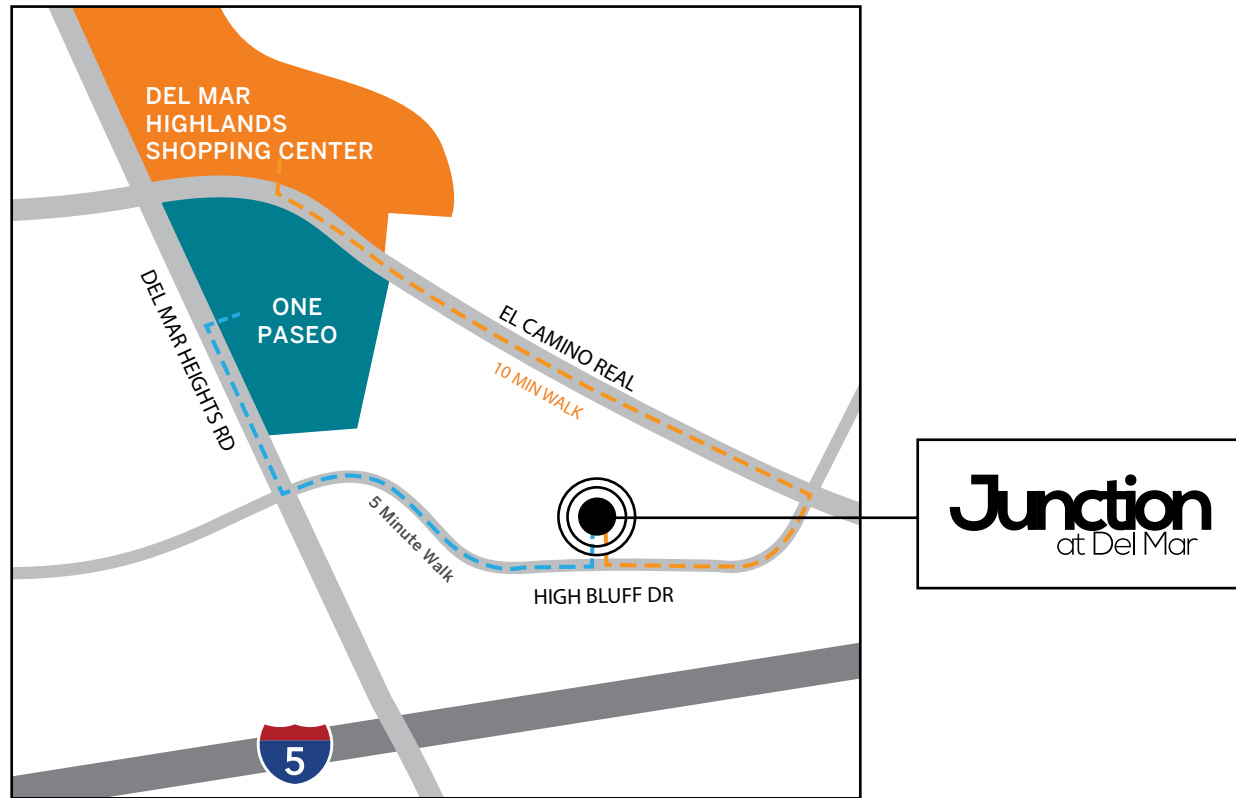 DEL MAR
HIGHLANDS
SHOPPING CENTER
ONE
PASEO
DEL MAR HEIGHTS RD
EL CAMINO REAL
10 MIN WALK
5 Minute Walk
HIGH BLUFF DR
Junction
at Del Mar
5